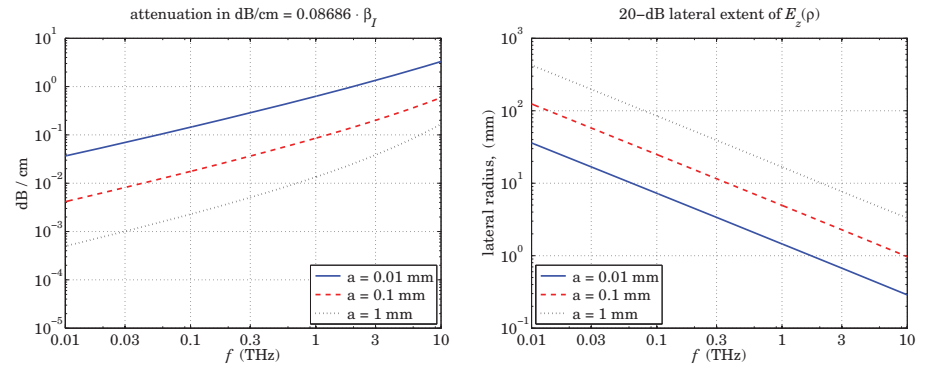 attenuation in dB/cm = 0.08686 · β_I
10^1
10^0
10^-1
10^-2
10^-3
10^-4
10^-5
dB / cm
a = 0.01 mm
a = 0.1 mm
a = 1 mm
0.01 0.03 0.1 0.3 1 3 10
f (THz)
20−dB lateral extent of E_z(ρ)
10^3
10^2
10^1
10^0
10^-1
lateral radius, (mm)
a = 0.01 mm
a = 0.1 mm
a = 1 mm
0.01 0.03 0.1 0.3 1 3 10
f (THz)